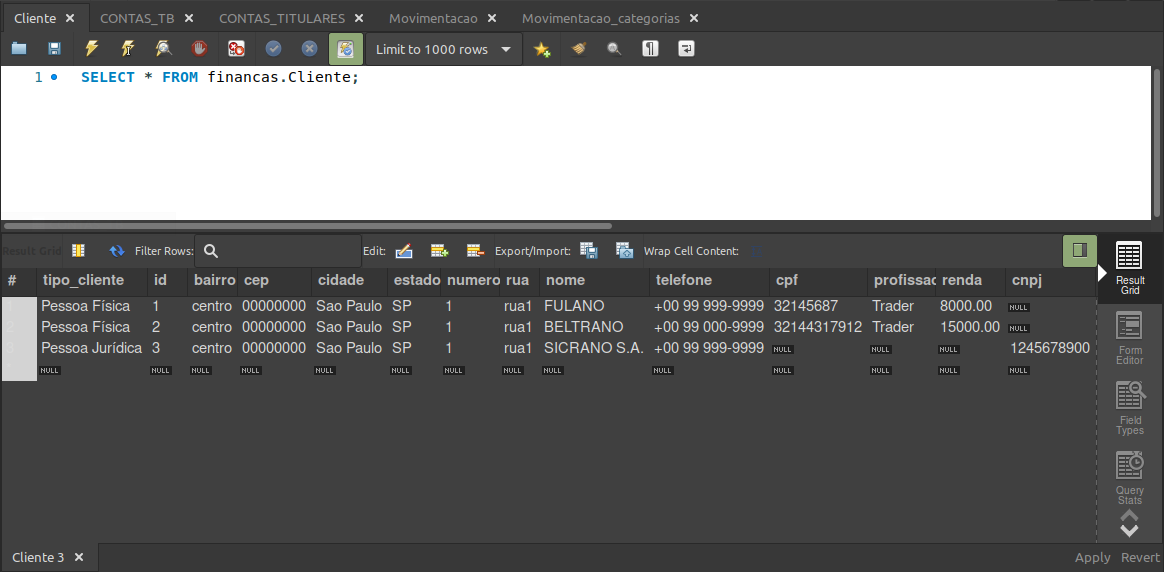 Cliente CONTAS_TB CONTAS_TITULARES Movimentacao Movimentacao_categorias
Limit to 1000 rows
1 SELECT * FROM financas.Cliente;
Result Grid Filter Rows: Edit: Export/Import: Wrap Cell Content:
# tipo_cliente id bairro cep cidade estado numero rua nome telefone cpf profissac renda cnpj
1 Pessoa Física 1 centro 00000000 Sao Paulo SP 1 rua1 FULANO +00 99 999-9999 32145687 Trader 8000.00 NULL
2 Pessoa Física 2 centro 00000000 Sao Paulo SP 1 rua1 BELTRANO +00 99 000-9999 32144317912 Trader 15000.00 NULL
3 Pessoa Jurídica 3 centro 00000000 Sao Paulo SP 1 rua1 SICRANO S.A. +00 99 999-9999 NULL NULL NULL 1245678900
NULL NULL NULL NULL NULL NULL NULL NULL NULL NULL NULL NULL NULL NULL
Result
Grid
Form
Editor
Field
Types
Query
Stats
Cliente 3 Apply Revert